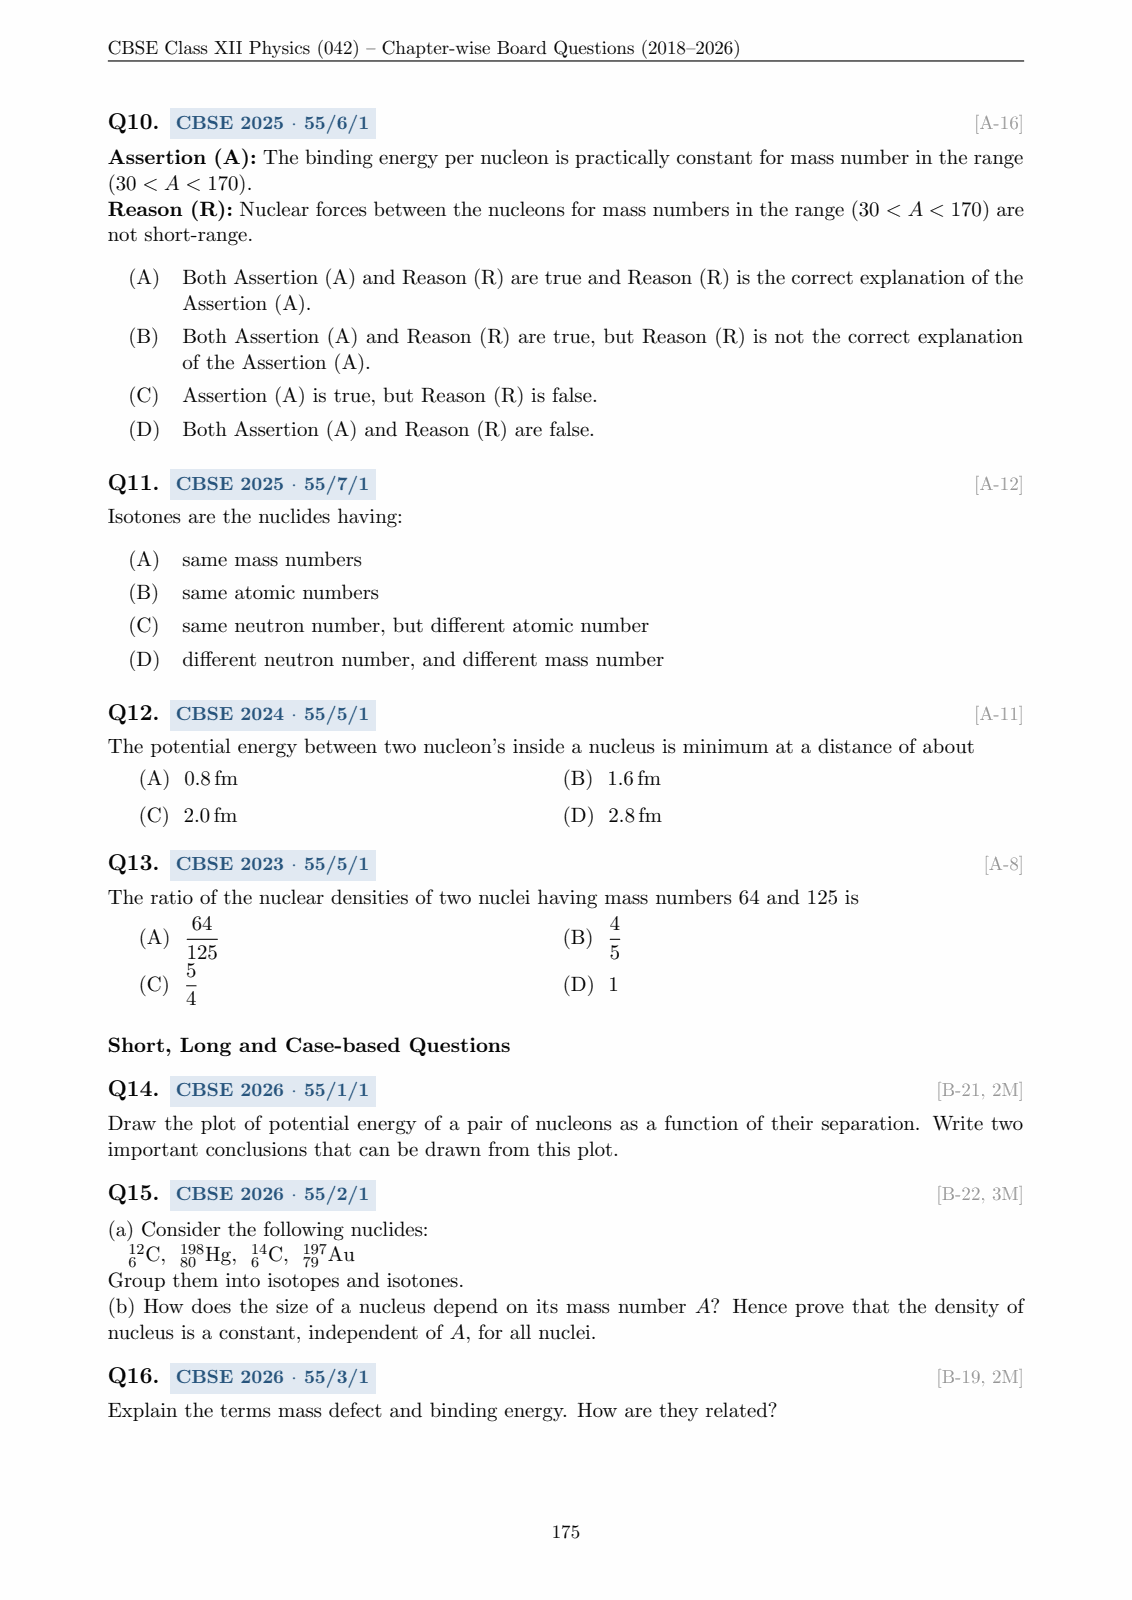 CBSE Class XII Physics (042) – Chapter-wise Board Questions (2018–2026)
Q10. CBSE 2025 · 55/6/1 [A-16]
Assertion (A): The binding energy per nucleon is practically constant for mass number in the range
(30 < A < 170).
Reason (R): Nuclear forces between the nucleons for mass numbers in the range (30 < A < 170) are
not short-range.
(A) Both Assertion (A) and Reason (R) are true and Reason (R) is the correct explanation of the
Assertion (A).
(B) Both Assertion (A) and Reason (R) are true, but Reason (R) is not the correct explanation
of the Assertion (A).
(C) Assertion (A) is true, but Reason (R) is false.
(D) Both Assertion (A) and Reason (R) are false.
Q11. CBSE 2025 · 55/7/1 [A-12]
Isotones are the nuclides having:
(A) same mass numbers
(B) same atomic numbers
(C) same neutron number, but different atomic number
(D) different neutron number, and different mass number
Q12. CBSE 2024 · 55/5/1 [A-11]
The potential energy between two nucleon's inside a nucleus is minimum at a distance of about
(A) 0.8 fm (B) 1.6 fm
(C) 2.0 fm (D) 2.8 fm
Q13. CBSE 2023 · 55/5/1 [A-8]
The ratio of the nuclear densities of two nuclei having mass numbers 64 and 125 is
(A) 64/125 (B) 4/5
(C) 5/4 (D) 1
Short, Long and Case-based Questions
Q14. CBSE 2026 · 55/1/1 [B-21, 2M]
Draw the plot of potential energy of a pair of nucleons as a function of their separation. Write two
important conclusions that can be drawn from this plot.
Q15. CBSE 2026 · 55/2/1 [B-22, 3M]
(a) Consider the following nuclides:
¹²₆C, ¹⁹⁸₈₀Hg, ¹⁴₆C, ¹⁹⁷₇₉Au
Group them into isotopes and isotones.
(b) How does the size of a nucleus depend on its mass number A? Hence prove that the density of
nucleus is a constant, independent of A, for all nuclei.
Q16. CBSE 2026 · 55/3/1 [B-19, 2M]
Explain the terms mass defect and binding energy. How are they related?
175